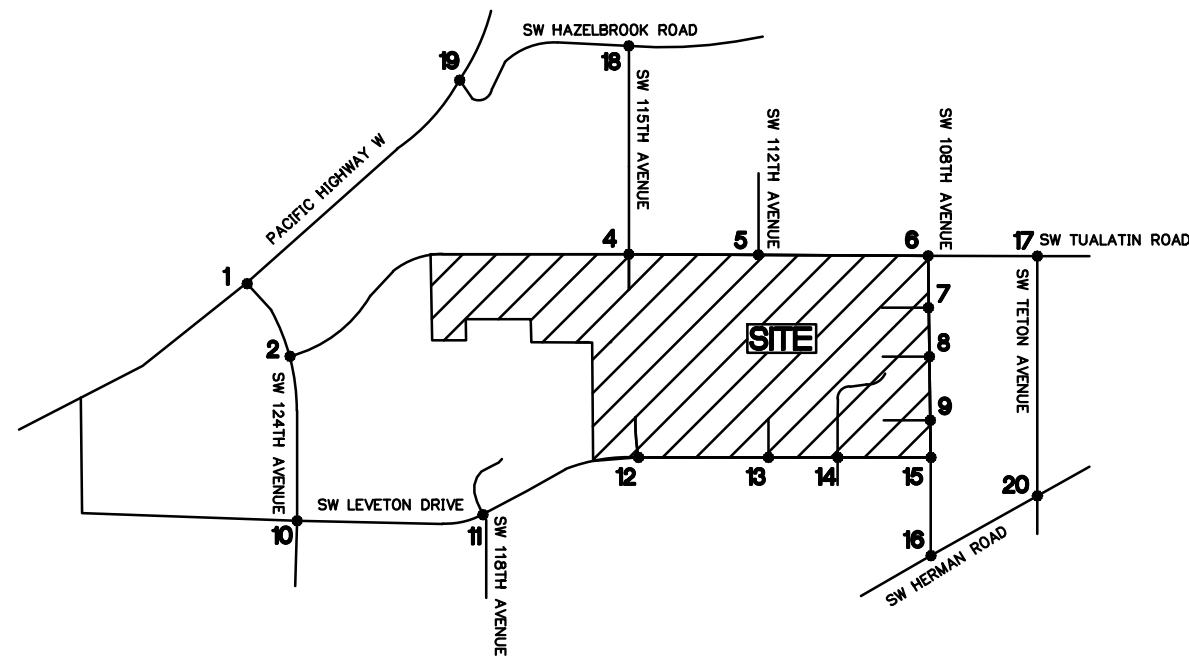 SW HAZELBROOK ROAD
19
18
SW 115TH AVENUE
SW 112TH AVENUE
SW 108TH AVENUE
PACIFIC HIGHWAY W
4
5
6
17
SW TUALATIN ROAD
1
SW TETON AVENUE
7
SITE
2
8
SW 124TH AVENUE
9
12
13
14
15
20
SW LEVETON DRIVE
10
11
SW 118TH AVENUE
16
SW HERMAN ROAD